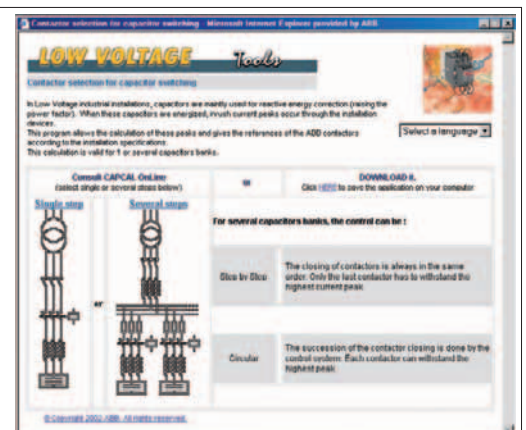 Contactor selection for capacitor switching - Microsoft Internet Explorer provided by ABB
LOW VOLTAGE Tools
Contactor selection for capacitor switching
In Low Voltage industrial installations, capacitors are mainly used for reactive energy correction (raising the
power factor). When these capacitors are energized, inrush current peaks occur through the installation
devices.
This program allows the calculation of these peaks and gives the references of the ABB contactors
according to the installation specifications.
This calculation is valid for 1 or several capacitors banks.
Select a language
Consult CAPCAL OnLine
(select single or several steps below)
or
DOWNLOAD it.
Click HERE to save the application on your computer
Single step
Several steps
or
For several capacitors banks, the control can be :
Step by Step
The closing of contactors is always in the same
order. Only the last contactor has to withstand the
highest current peak.
Circular
The succession of the contactor closing is done by the
control system. Each contactor can withstand the
highest peak.
© Copyright 2002 ABB. All rights reserved.